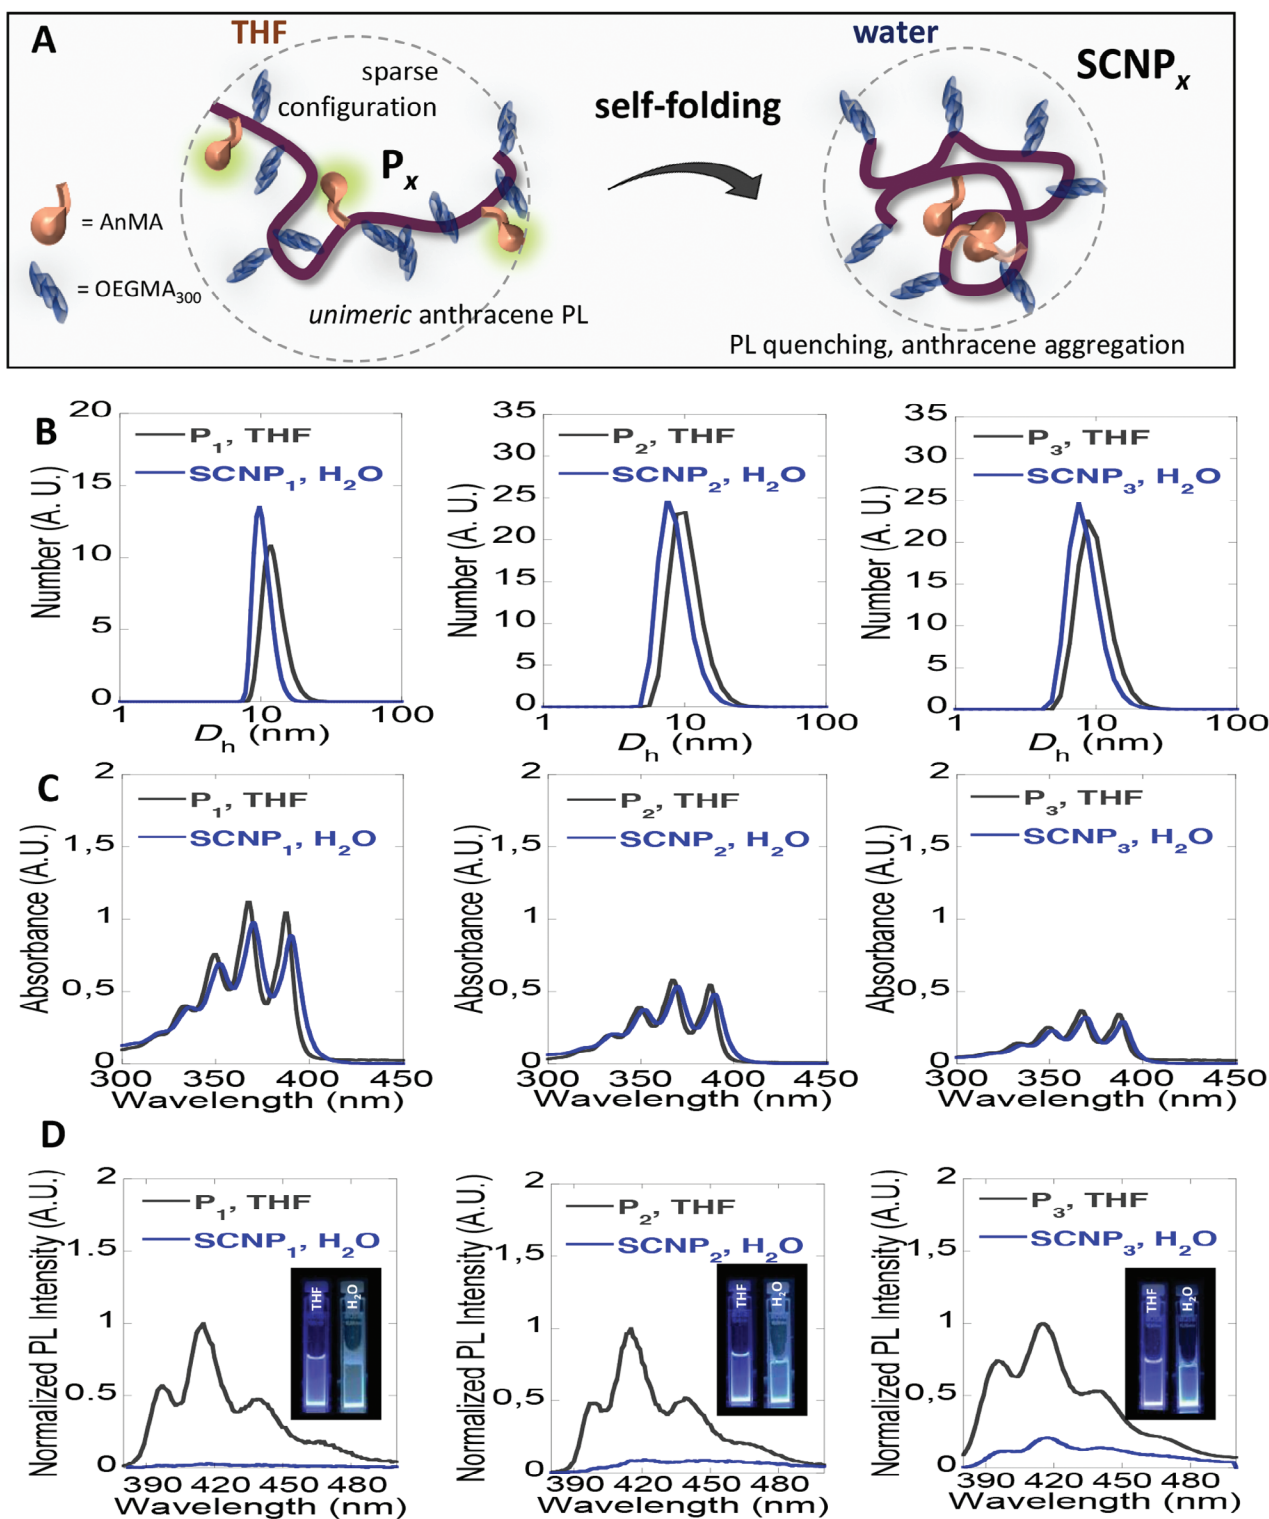 A
THF
water
SCNPx
sparse
configuration
self-folding
Px
= AnMA
= OEGMA300
unimeric anthracene PL
PL quenching, anthracene aggregation
B
Number (A. U.)
20
15
10
5
0
P1, THF
SCNP1, H2O
1
10
100
Dh (nm)
Number (A. U.)
35
30
25
20
15
10
5
0
P2, THF
SCNP2, H2O
1
10
100
Dh (nm)
Number (A. U.)
35
30
25
20
15
10
5
0
P3, THF
SCNP3, H2O
1
10
100
Dh (nm)
C
Absorbance (A.U.)
2
1,5
1
0,5
0
P1, THF
SCNP1, H2O
300
350
400
450
Wavelength (nm)
Absorbance (A.U.)
2
1,5
1
0,5
0
P2, THF
SCNP2, H2O
300
350
400
450
Wavelength (nm)
Absorbance (A.U.)
2
1,5
1
0,5
0
P3, THF
SCNP3, H2O
300
350
400
450
Wavelength (nm)
D
Normalized PL Intensity (A.U.)
2
1,5
1
0.5
0
P1, THF
SCNP1, H2O
THF
H2O
390
420
450
480
Wavelength (nm)
Normalized PL Intensity (A.U.)
2
1,5
1
0,5
0
P2, THF
SCNP2, H2O
THF
H2O
390
420
450
480
Wavelength (nm)
Normalized PL Intensity (A.U.)
2
1,5
1
0,5
0
P3, THF
SCNP3, H2O
THF
H2O
390
420
450
480
Wavelength (nm)